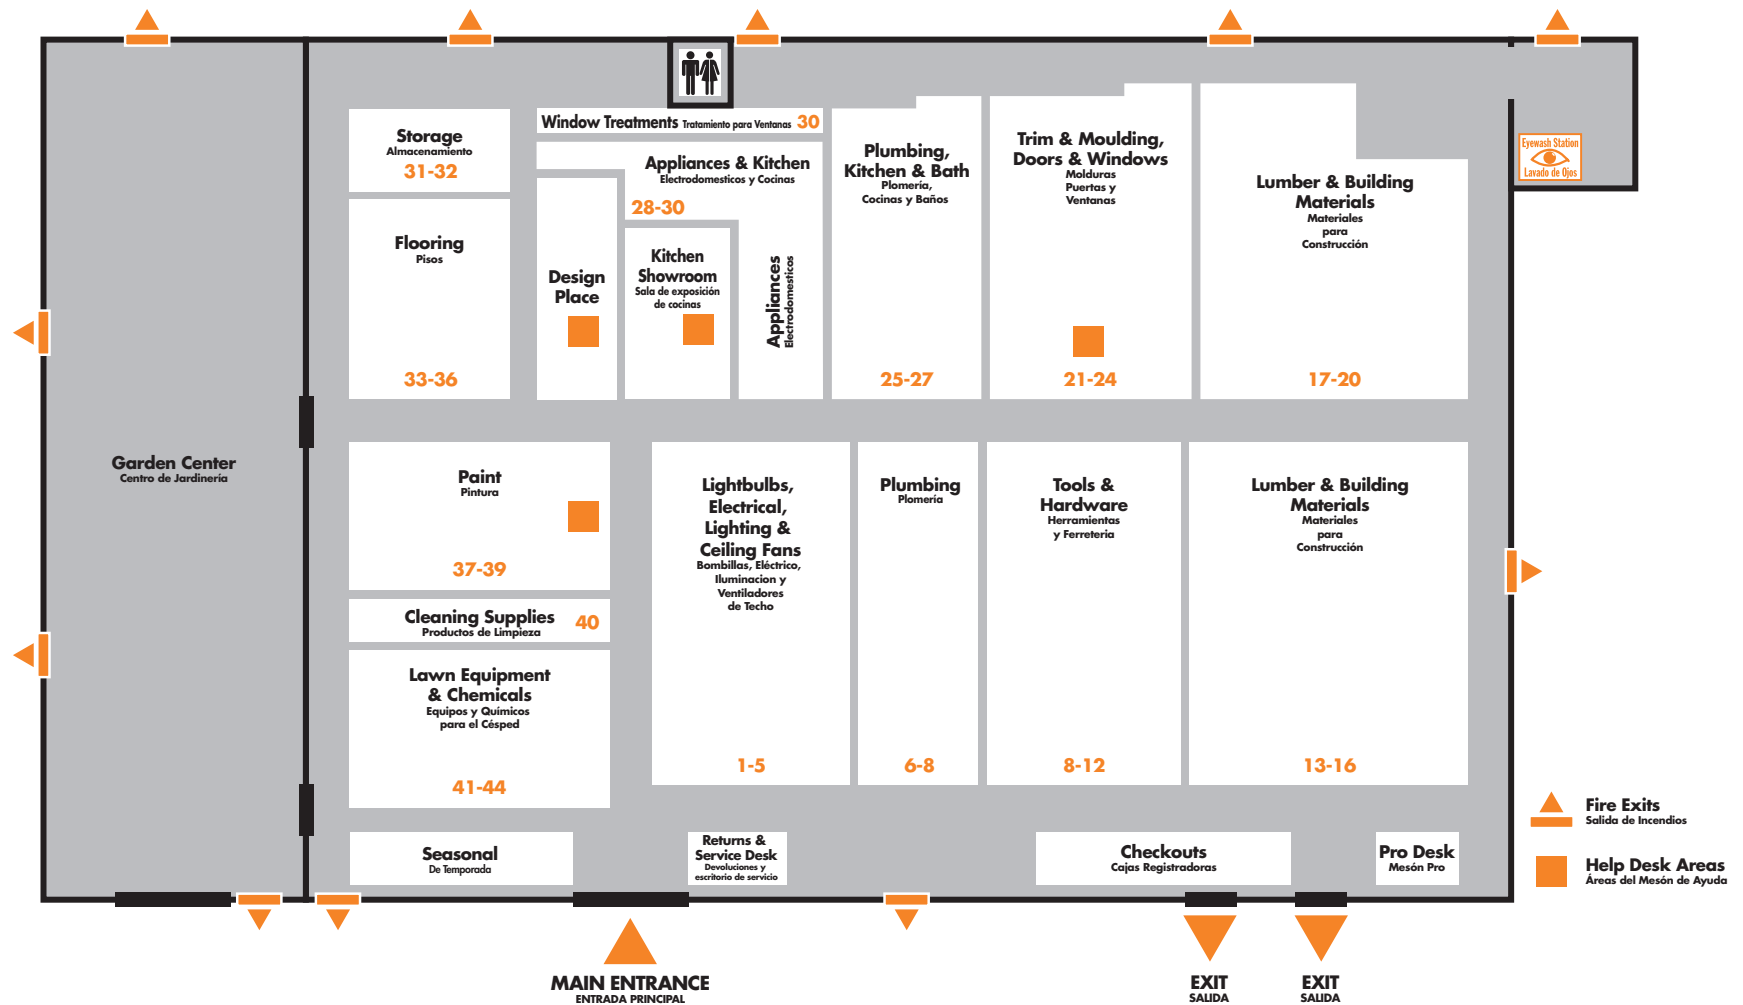 Storage
Almacenamiento
31-32
Window Treatments Tratamiento para Ventanas 30
Appliances & Kitchen
Electrodomesticos y Cocinas
28-30
Plumbing,
Kitchen & Bath
Plomería,
Cocinas y Baños
25-27
Trim & Moulding,
Doors & Windows
Molduras
Puertas y
Ventanas
21-24
Lumber & Building
Materials
Materiales
para
Construcción
17-20
Eyewash Station
Lavado de Ojos
Flooring
Pisos
33-36
Design
Place
Kitchen
Showroom
Sala de exposición
de cocinas
Appliances
Electrodomesticos
Garden Center
Centro de Jardinería
Paint
Pintura
37-39
Cleaning Supplies 40
Productos de Limpieza
Lawn Equipment
& Chemicals
Equipos y Químicos
para el Césped
41-44
Lightbulbs,
Electrical,
Lighting &
Ceiling Fans
Bombillas, Eléctrico,
Iluminacion y
Ventiladores
de Techo
1-5
Plumbing
Plomería
6-8
Tools &
Hardware
Herramientas
y Ferreteria
8-12
Lumber & Building
Materials
Materiales
para
Construcción
13-16
Seasonal
De Temporada
Returns &
Service Desk
Devoluciones y
escritorio de servicio
Checkouts
Cajas Registradoras
Pro Desk
Mesón Pro
Fire Exits
Salida de Incendios
Help Desk Areas
Áreas del Mesón de Ayuda
MAIN ENTRANCE
ENTRADA PRINCIPAL
EXIT
SALIDA
EXIT
SALIDA